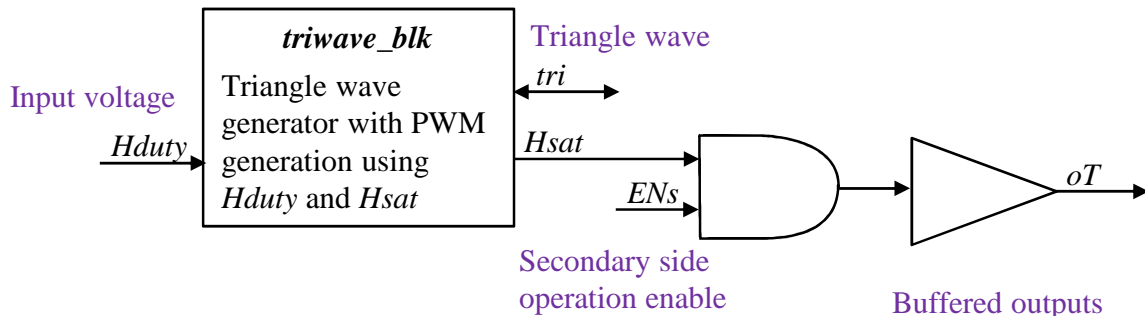 triwave_blk
Triangle wave
generator with PWM
generation using
Hduty and Hsat
Input voltage
Hduty
Triangle wave
tri
Hsat
ENs
Secondary side
operation enable
oT
Buffered outputs